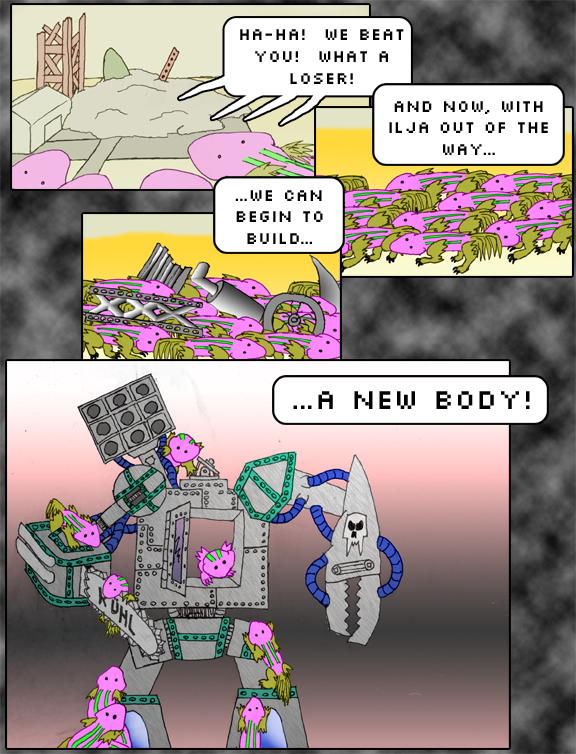 HA-HA! WE BEAT
YOU! WHAT A
LOSER!
AND NOW, WITH
ILJA OUT OF THE
WAY...
...WE CAN
BEGIN TO
BUILD...
...A NEW BODY!
KUHL